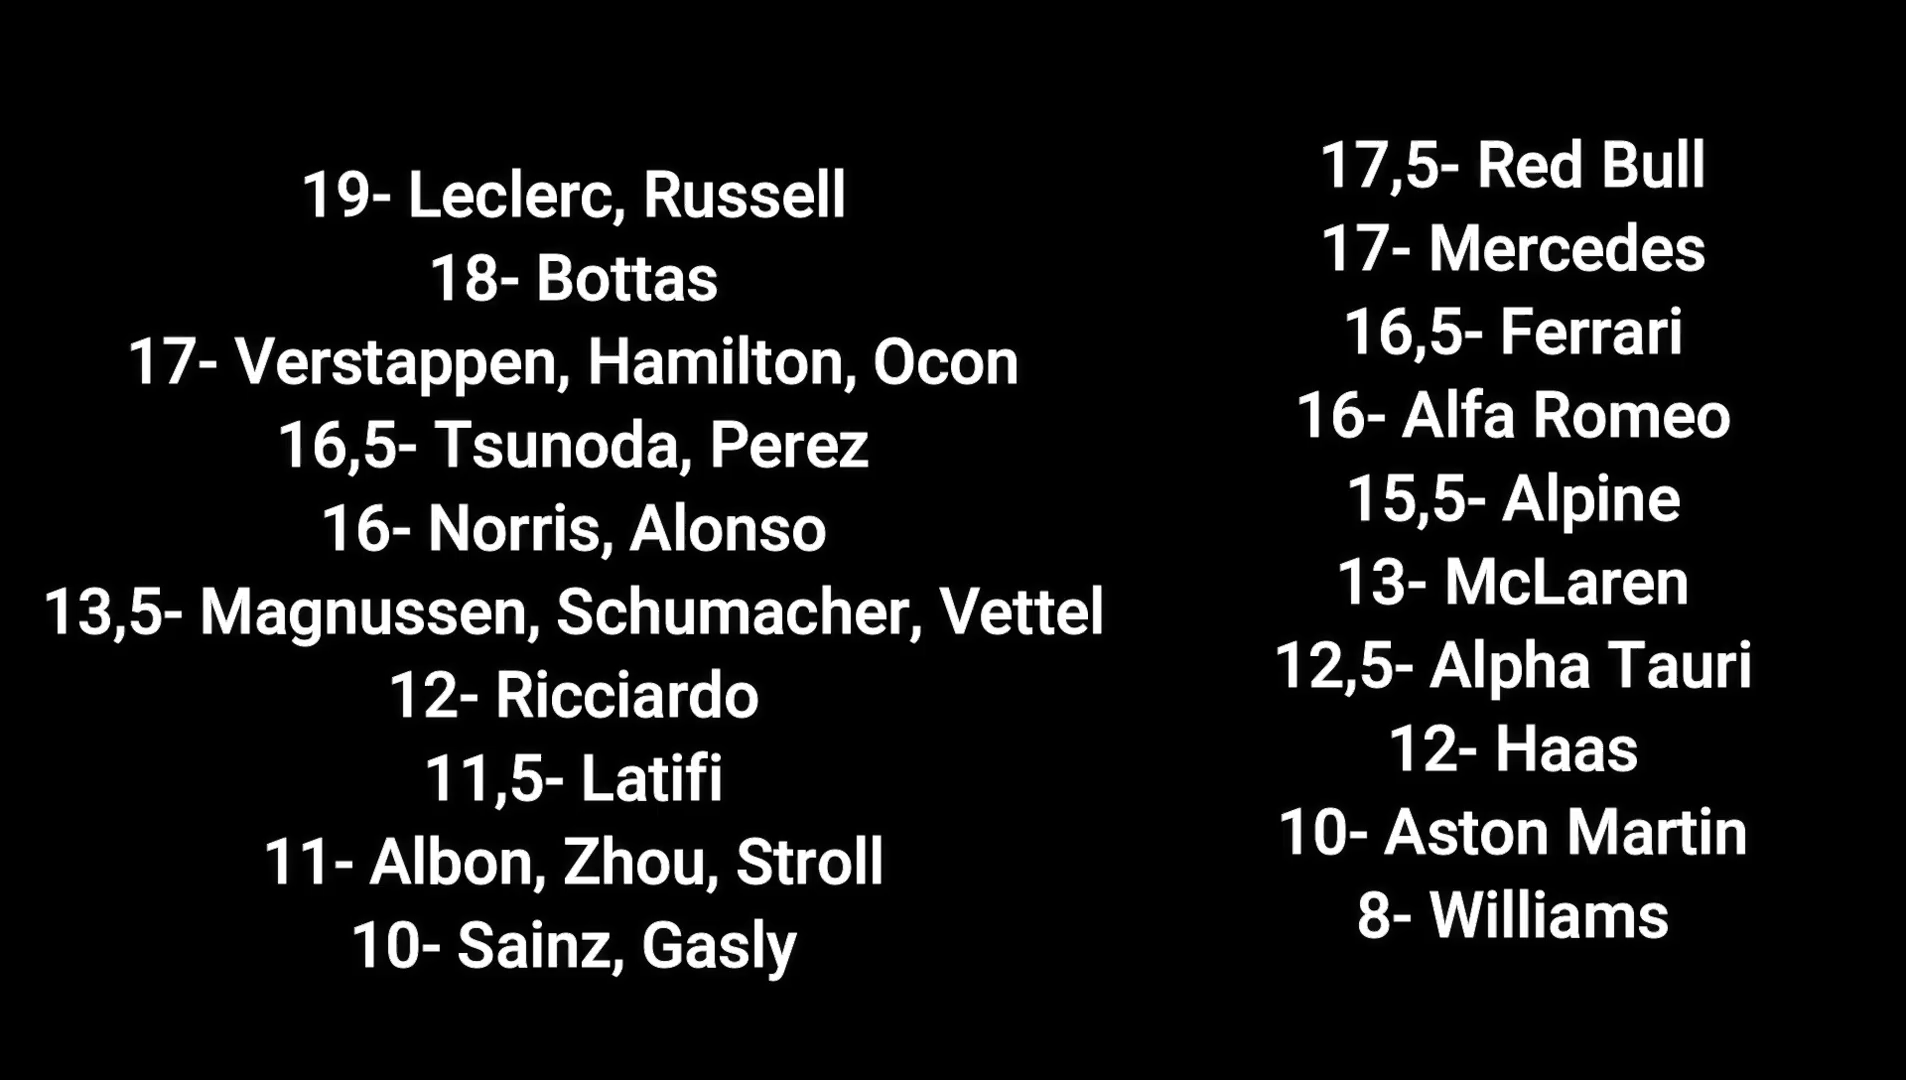 19- Leclerc, Russell
18- Bottas
17- Verstappen, Hamilton, Ocon
16,5- Tsunoda, Perez
16- Norris, Alonso
13,5- Magnussen, Schumacher, Vettel
12- Ricciardo
11,5- Latifi
11- Albon, Zhou, Stroll
10- Sainz, Gasly
17,5- Red Bull
17- Mercedes
16,5- Ferrari
16- Alfa Romeo
15,5- Alpine
13- McLaren
12,5- Alpha Tauri
12- Haas
10- Aston Martin
8- Williams